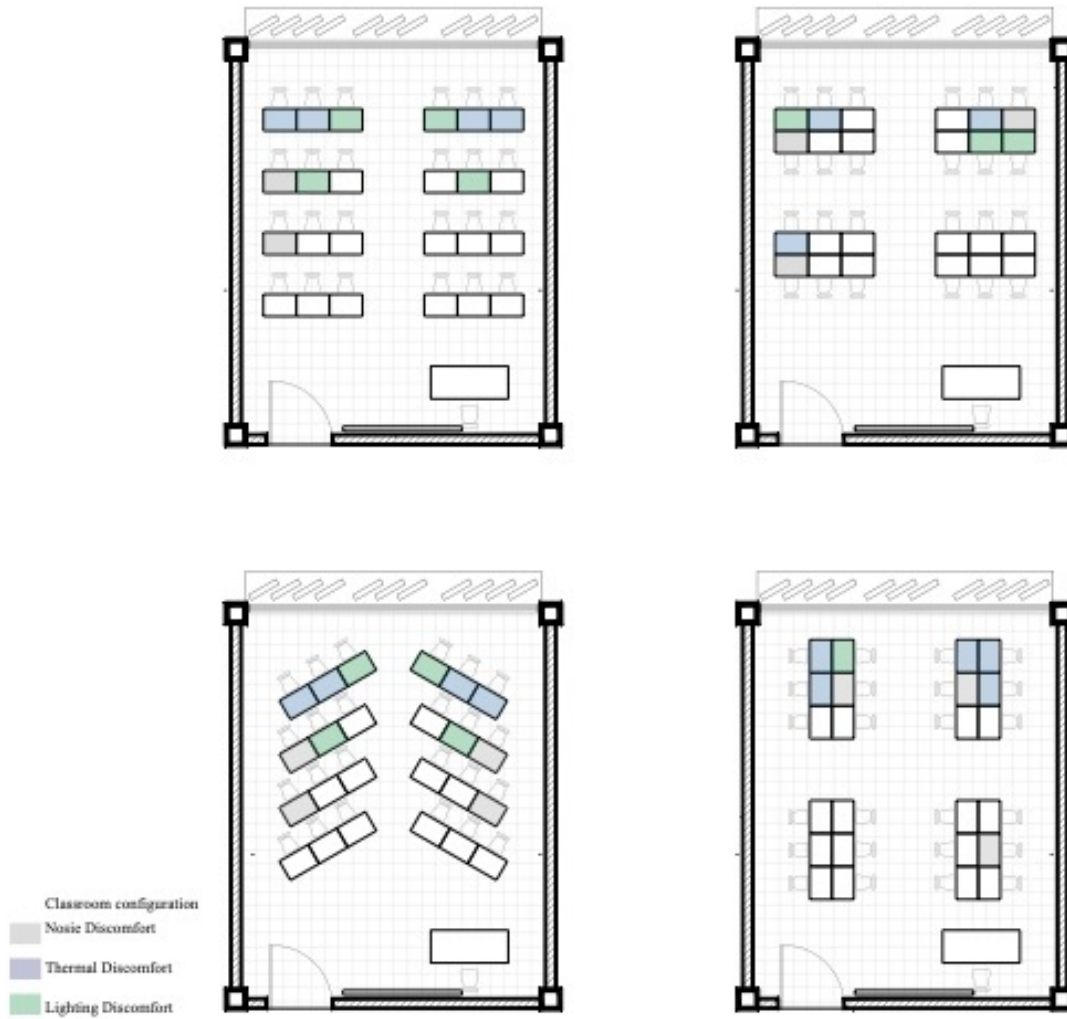 Classroom configuration
Nosie Discomfort
Thermal Discomfort
Lighting Discomfort